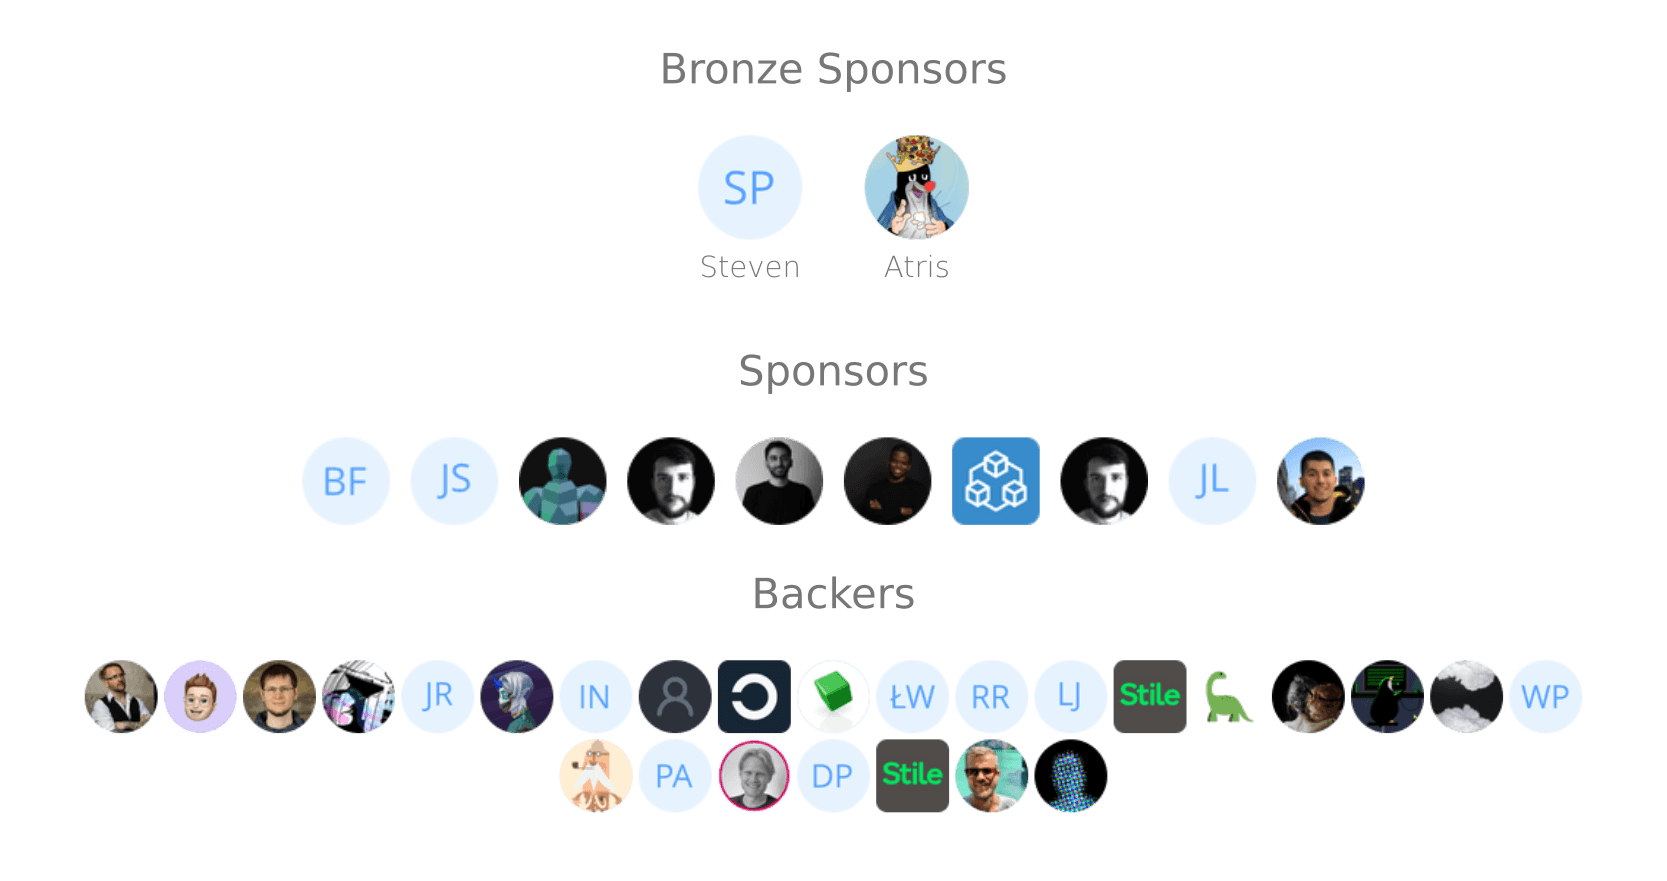 Bronze Sponsors
SP
Steven Atris
Sponsors
BF JS JL
Backers
JR IN ŁW RR LJ Stile WP
PA DP Stile